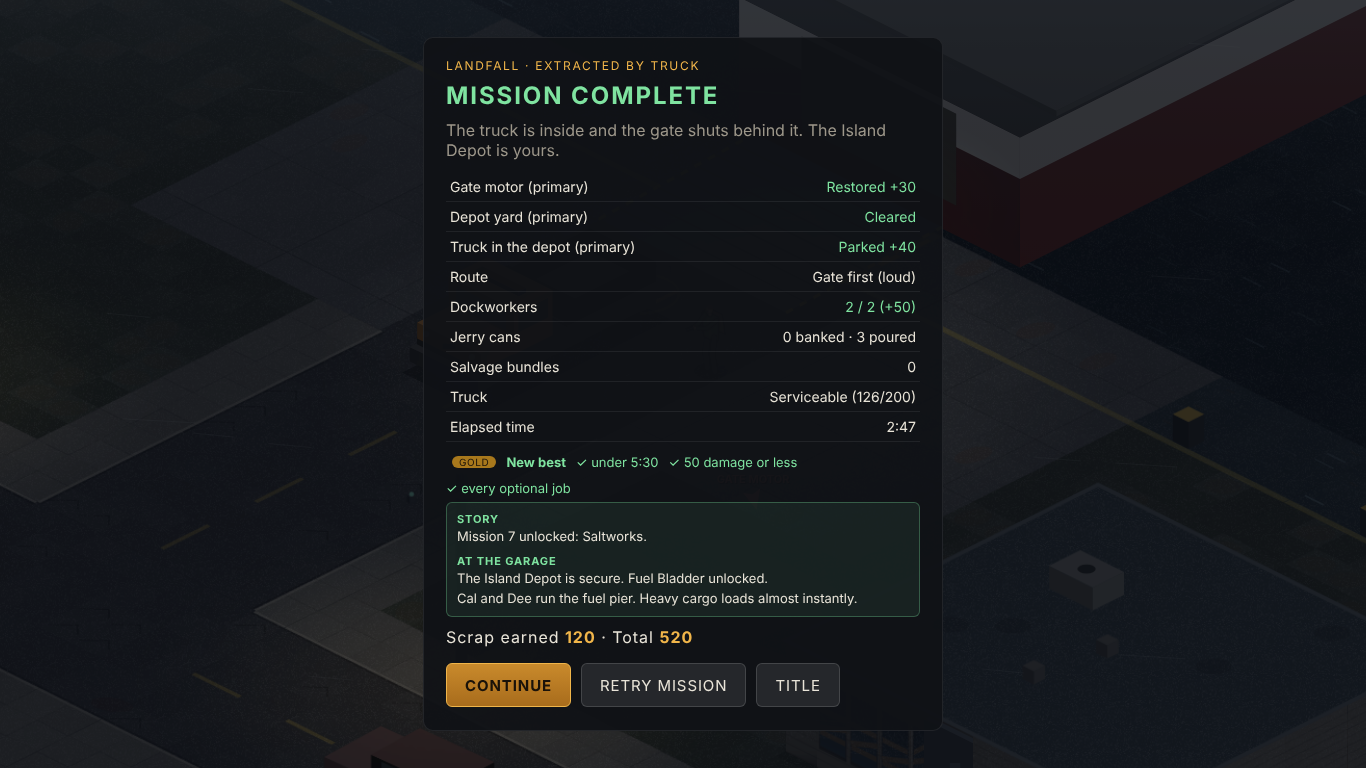 LANDFALL · EXTRACTED BY TRUCK
MISSION COMPLETE
The truck is inside and the gate shuts behind it. The Island
Depot is yours.
Gate motor (primary) Restored +30
Depot yard (primary) Cleared
Truck in the depot (primary) Parked +40
Route Gate first (loud)
Dockworkers 2 / 2 (+50)
Jerry cans 0 banked · 3 poured
Salvage bundles 0
Truck Serviceable (126/200)
Elapsed time 2:47
GOLD New best ✓ under 5:30 ✓ 50 damage or less
✓ every optional job
STORY
Mission 7 unlocked: Saltworks.
AT THE GARAGE
The Island Depot is secure. Fuel Bladder unlocked.
Cal and Dee run the fuel pier. Heavy cargo loads almost instantly.
Scrap earned 120 · Total 520
CONTINUE RETRY MISSION TITLE